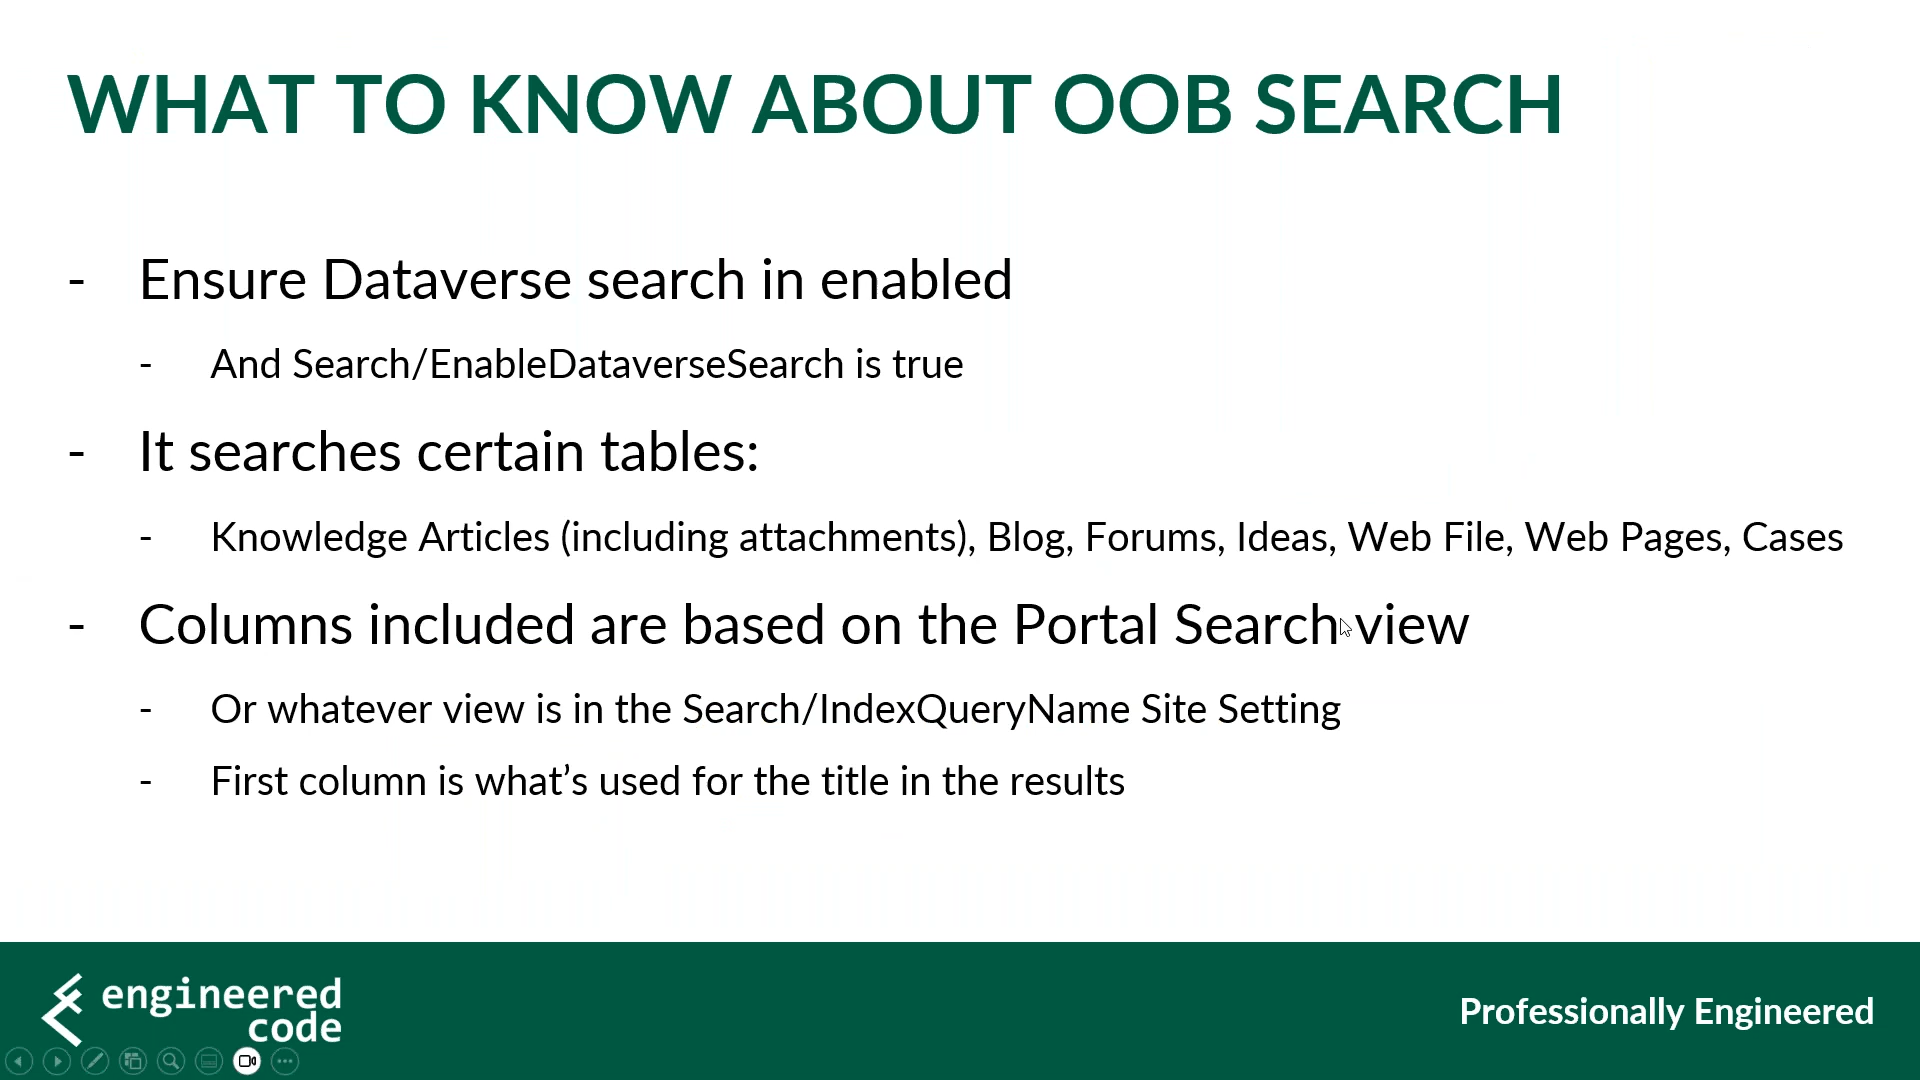 WHAT TO KNOW ABOUT OOB SEARCH
- Ensure Dataverse search in enabled
- And Search/EnableDataverseSearch is true
- It searches certain tables:
- Knowledge Articles (including attachments), Blog, Forums, Ideas, Web File, Web Pages, Cases
- Columns included are based on the Portal Search view
- Or whatever view is in the Search/IndexQueryName Site Setting
- First column is what’s used for the title in the results
engineered
code
Professionally Engineered